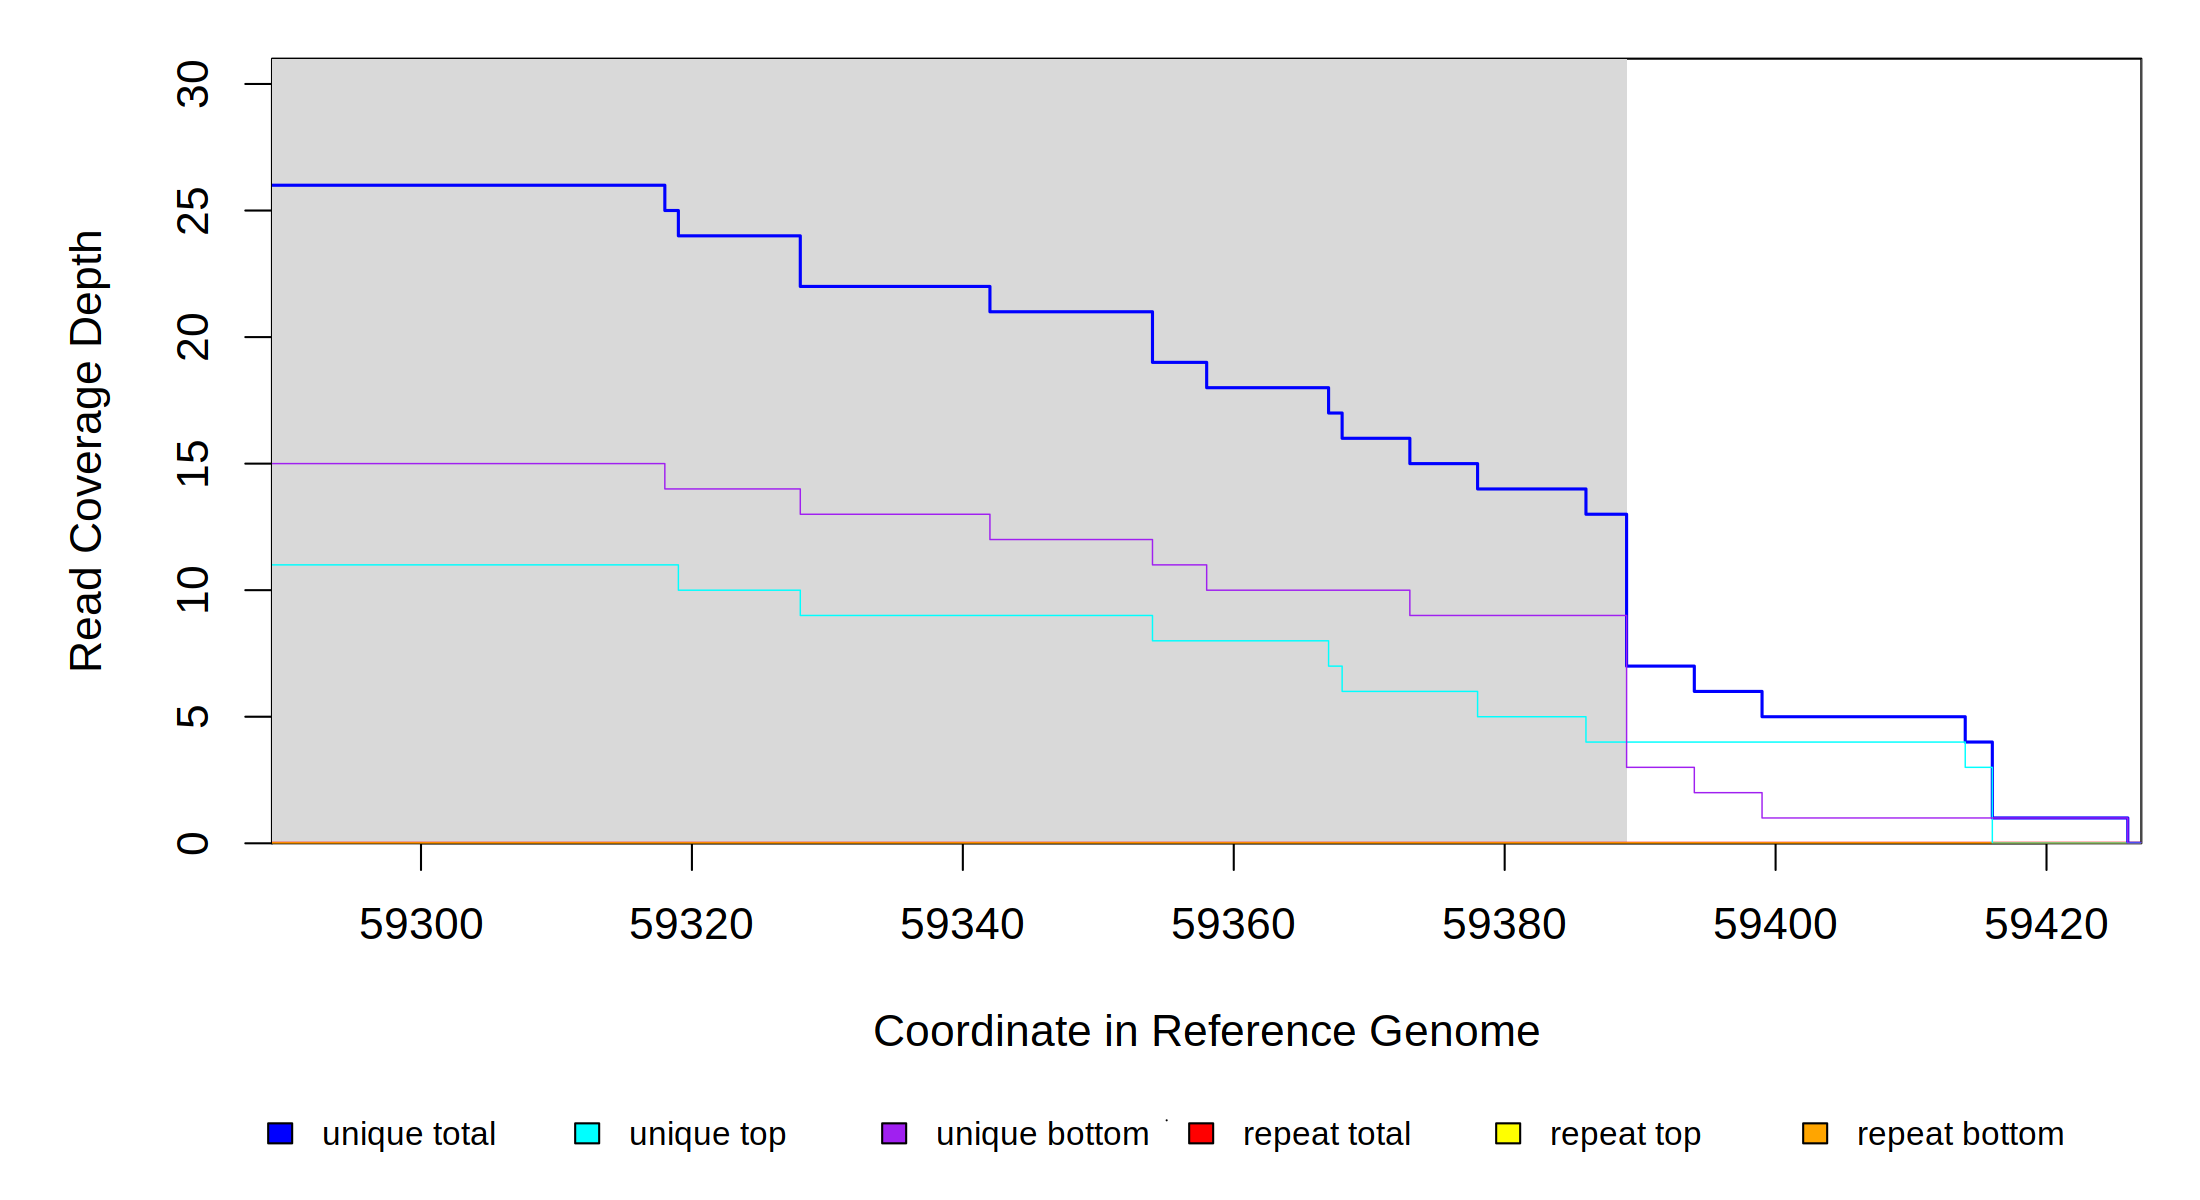 30
25
20
15
10
5
0
Read Coverage Depth
59300 59320 59340 59360 59380 59400 59420
Coordinate in Reference Genome
unique total unique top unique bottom repeat total repeat top repeat bottom